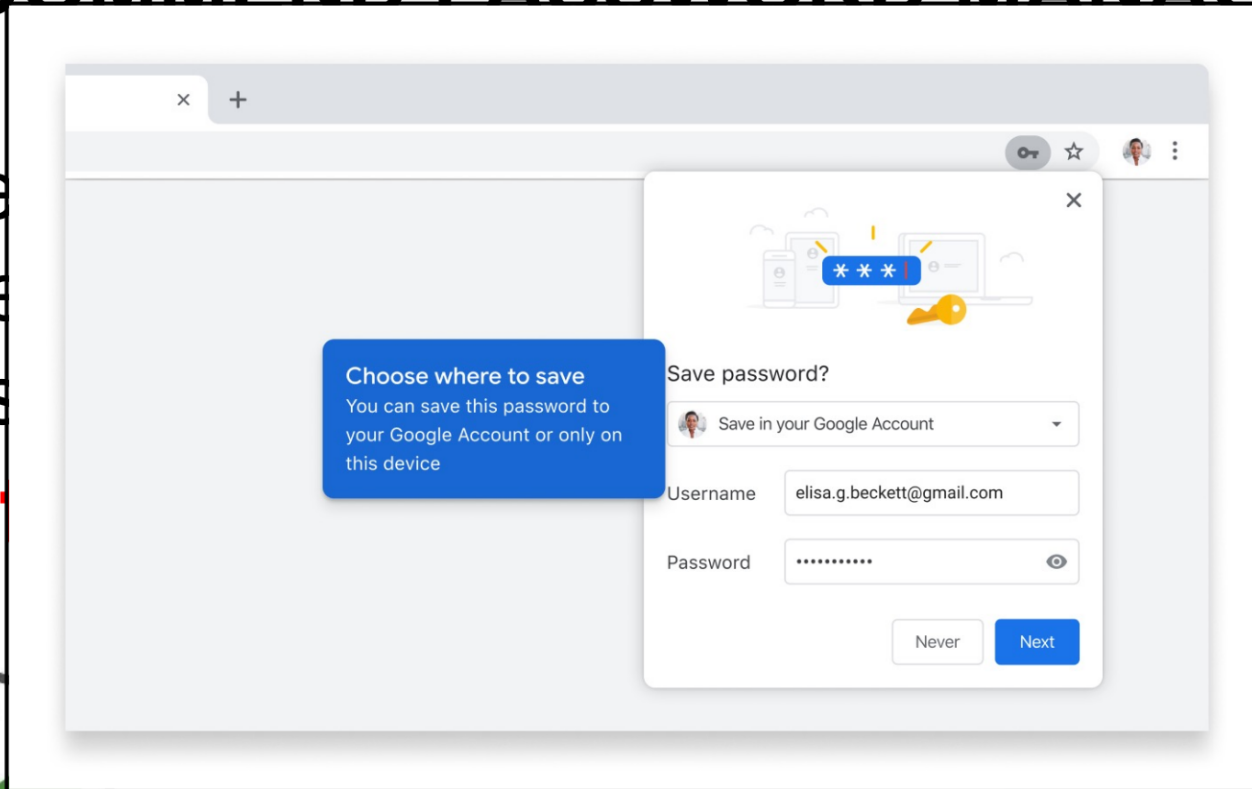 * * *
Choose where to save
You can save this password to
your Google Account or only on
this device
Save password?
Save in your Google Account
Username elisa.g.beckett@gmail.com
Password •••••••••••
Never Next